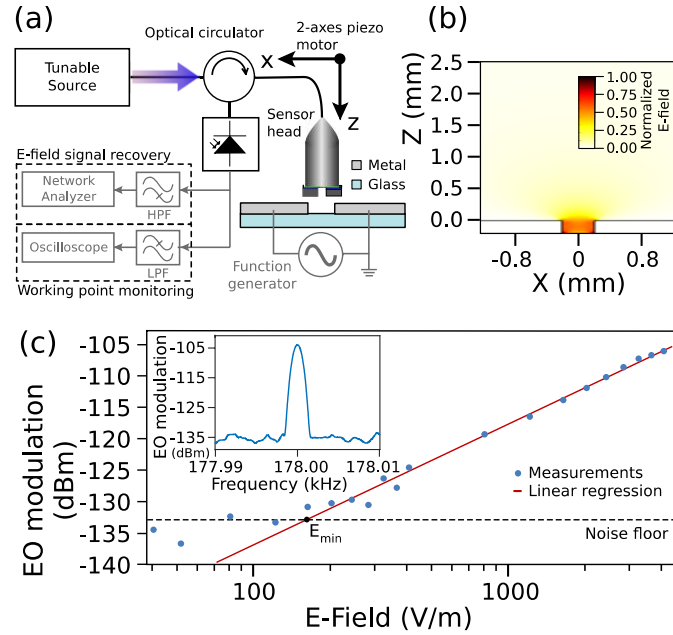 (a)
Optical circulator
2-axes piezo
motor
Tunable
Source
X
Z
Sensor
head
E-field signal recovery
Network
Analyzer
HPF
Oscilloscope
LPF
Working point monitoring
Metal
Glass
Function
generator
(b)
Z (mm)
2.5
2.0
1.5
1.0
0.5
0.0
1.00
0.75
0.50
0.25
0.00
Normalized
E-field
-0.8
0
0.8
X (mm)
(c)
EO modulation
(dBm)
-105
-110
-115
-120
-125
-130
-135
-140
EO modulation
(dBm)
-105
-115
-125
-135
177.99
178.00
178.01
Frequency (kHz)
Measurements
Linear regression
Emin
Noise floor
100
1000
E-Field (V/m)